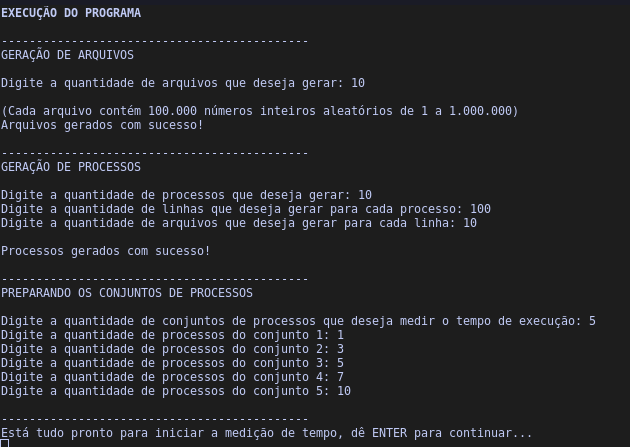 EXECUÇÃO DO PROGRAMA
--------------------------------------------
GERAÇÃO DE ARQUIVOS
Digite a quantidade de arquivos que deseja gerar: 10
(Cada arquivo contém 100.000 números inteiros aleatórios de 1 a 1.000.000)
Arquivos gerados com sucesso!
--------------------------------------------
GERAÇÃO DE PROCESSOS
Digite a quantidade de processos que deseja gerar: 10
Digite a quantidade de linhas que deseja gerar para cada processo: 100
Digite a quantidade de arquivos que deseja gerar para cada linha: 10
Processos gerados com sucesso!
--------------------------------------------
PREPARANDO OS CONJUNTOS DE PROCESSOS
Digite a quantidade de conjuntos de processos que deseja medir o tempo de execução: 5
Digite a quantidade de processos do conjunto 1: 1
Digite a quantidade de processos do conjunto 2: 3
Digite a quantidade de processos do conjunto 3: 5
Digite a quantidade de processos do conjunto 4: 7
Digite a quantidade de processos do conjunto 5: 10
--------------------------------------------
Está tudo pronto para iniciar a medição de tempo, dê ENTER para continuar...